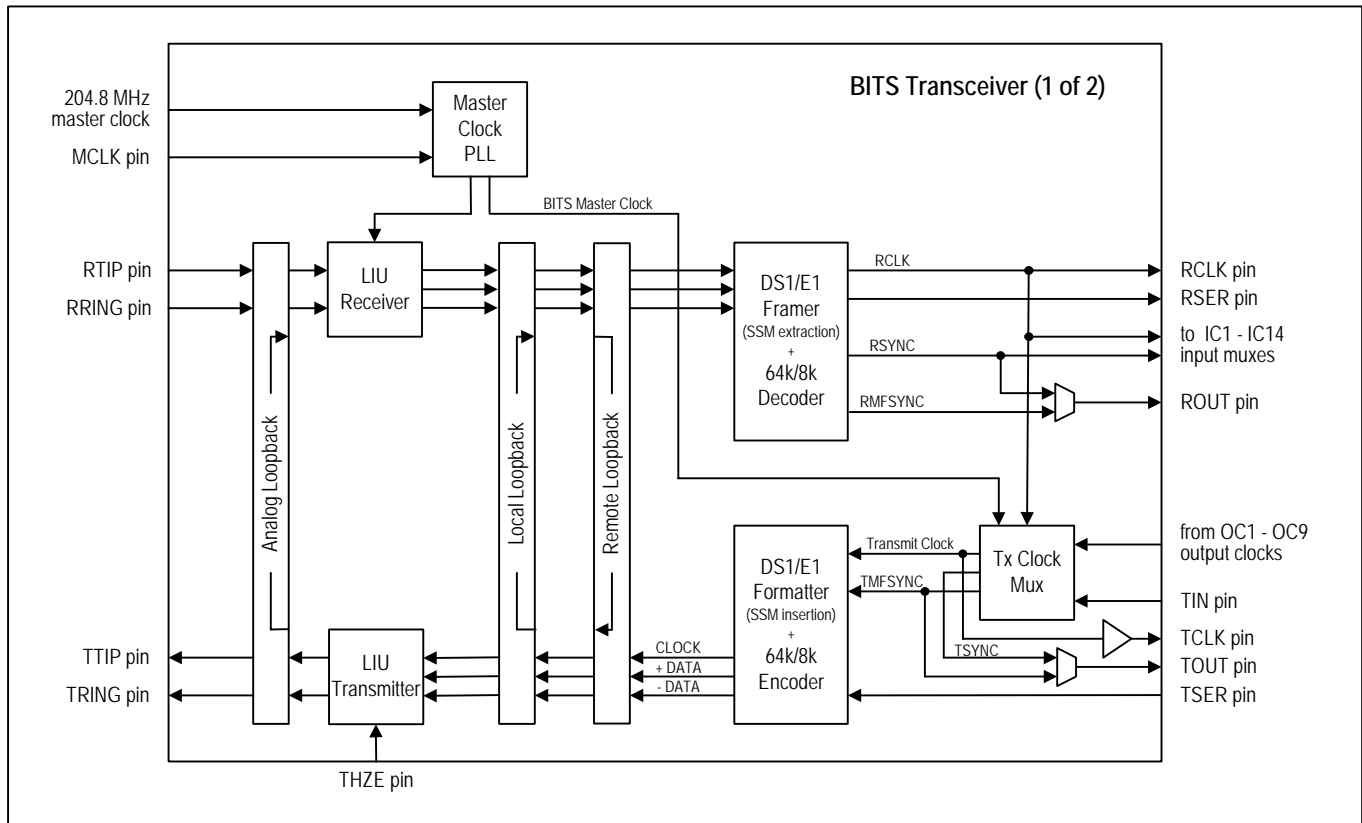 BITS Transceiver (1 of 2)
204.8 MHz
master clock
MCLK pin
Master
Clock
PLL
BITS Master Clock
RTIP pin
RRING pin
LIU
Receiver
DS1/E1
Framer
(SSM extraction)
+
64k/8k
Decoder
RCLK
RSYNC
RMFSYNC
RCLK pin
RSER pin
to IC1 - IC14
input muxes
ROUT pin
Analog Loopback
Local Loopback
Remote Loopback
TTIP pin
TRING pin
LIU
Transmitter
THZE pin
CLOCK
+ DATA
- DATA
DS1/E1
Formatter
(SSM insertion)
+
64k/8k
Encoder
Transmit Clock
TMFSYNC
TSYNC
Tx Clock
Mux
from OC1 - OC9
output clocks
TIN pin
TCLK pin
TOUT pin
TSER pin